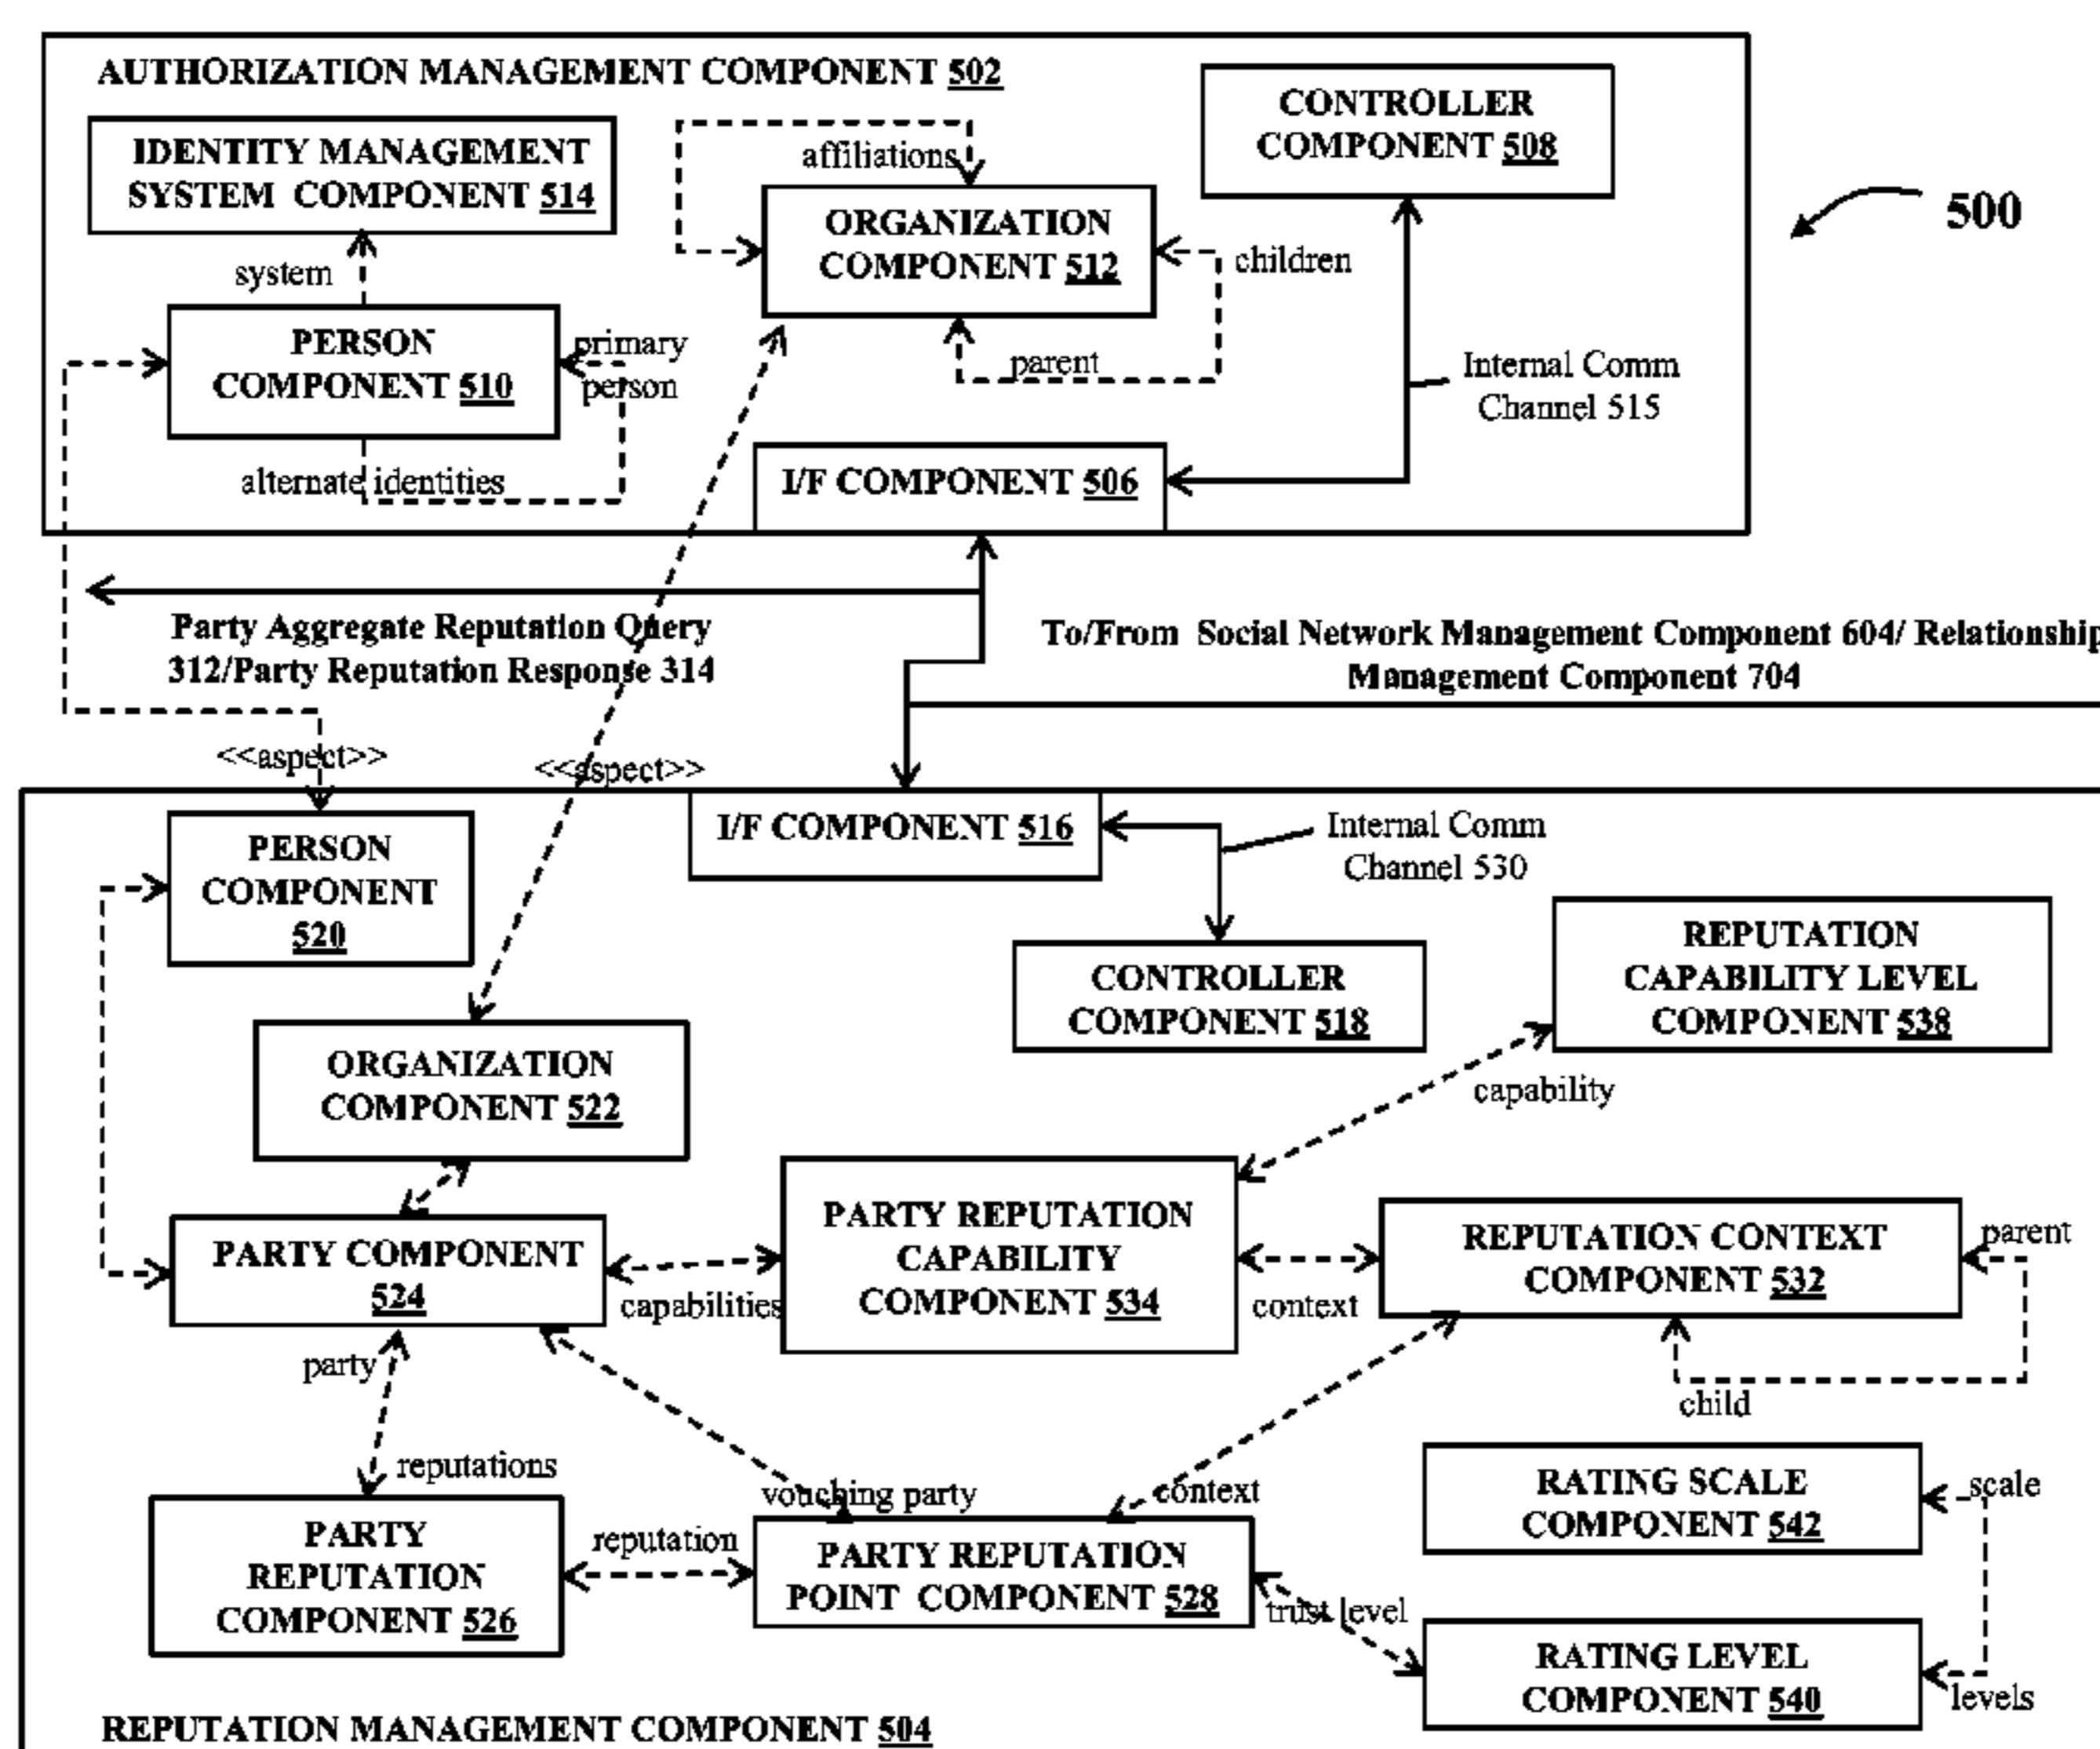 AUTHORIZATION MANAGEMENT COMPONENT 502
IDENTITY MANAGEMENT
SYSTEM COMPONENT 514
affiliations
CONTROLLER
COMPONENT 508
500
ORGANIZATION
COMPONENT 512
children
system
PERSON
COMPONENT 510
primary
person
parent
Internal Comm
Channel 515
alternate identities
I/F COMPONENT 506
Party Aggregate Reputation Query
312/Party Reputation Response 314
To/From Social Network Management Component 604/ Relationship
Management Component 704
<<aspect>>
<<aspect>>
PERSON
COMPONENT
520
I/F COMPONENT 516
Internal Comm
Channel 530
CONTROLLER
COMPONENT 518
REPUTATION
CAPABILITY LEVEL
COMPONENT 538
capability
ORGANIZATION
COMPONENT 522
PARTY COMPONENT
524
capabilities
PARTY REPUTATION
CAPABILITY
COMPONENT 534
context
REPUTATION CONTEXT
COMPONENT 532
parent
child
party
reputations
vouching party
context
PARTY
REPUTATION
COMPONENT 526
reputation
PARTY REPUTATION
POINT COMPONENT 528
trust level
RATING SCALE
COMPONENT 542
scale
RATING LEVEL
COMPONENT 540
levels
REPUTATION MANAGEMENT COMPONENT 504